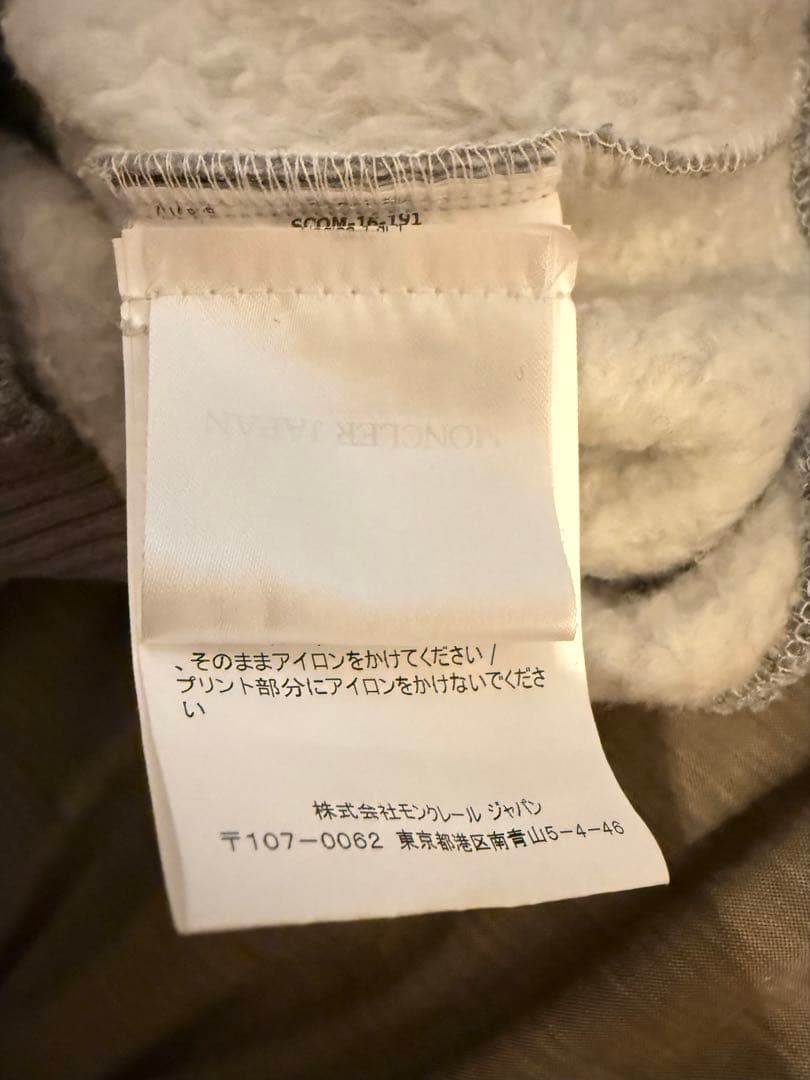 SCOM-16-191
MONCLER JAPAN
、そのままアイロンをかけてください/
プリント部分にアイロンをかけないでくださ
い
株式会社モンクレール ジャパン
〒107-0062 東京都港区南青山5-4-46